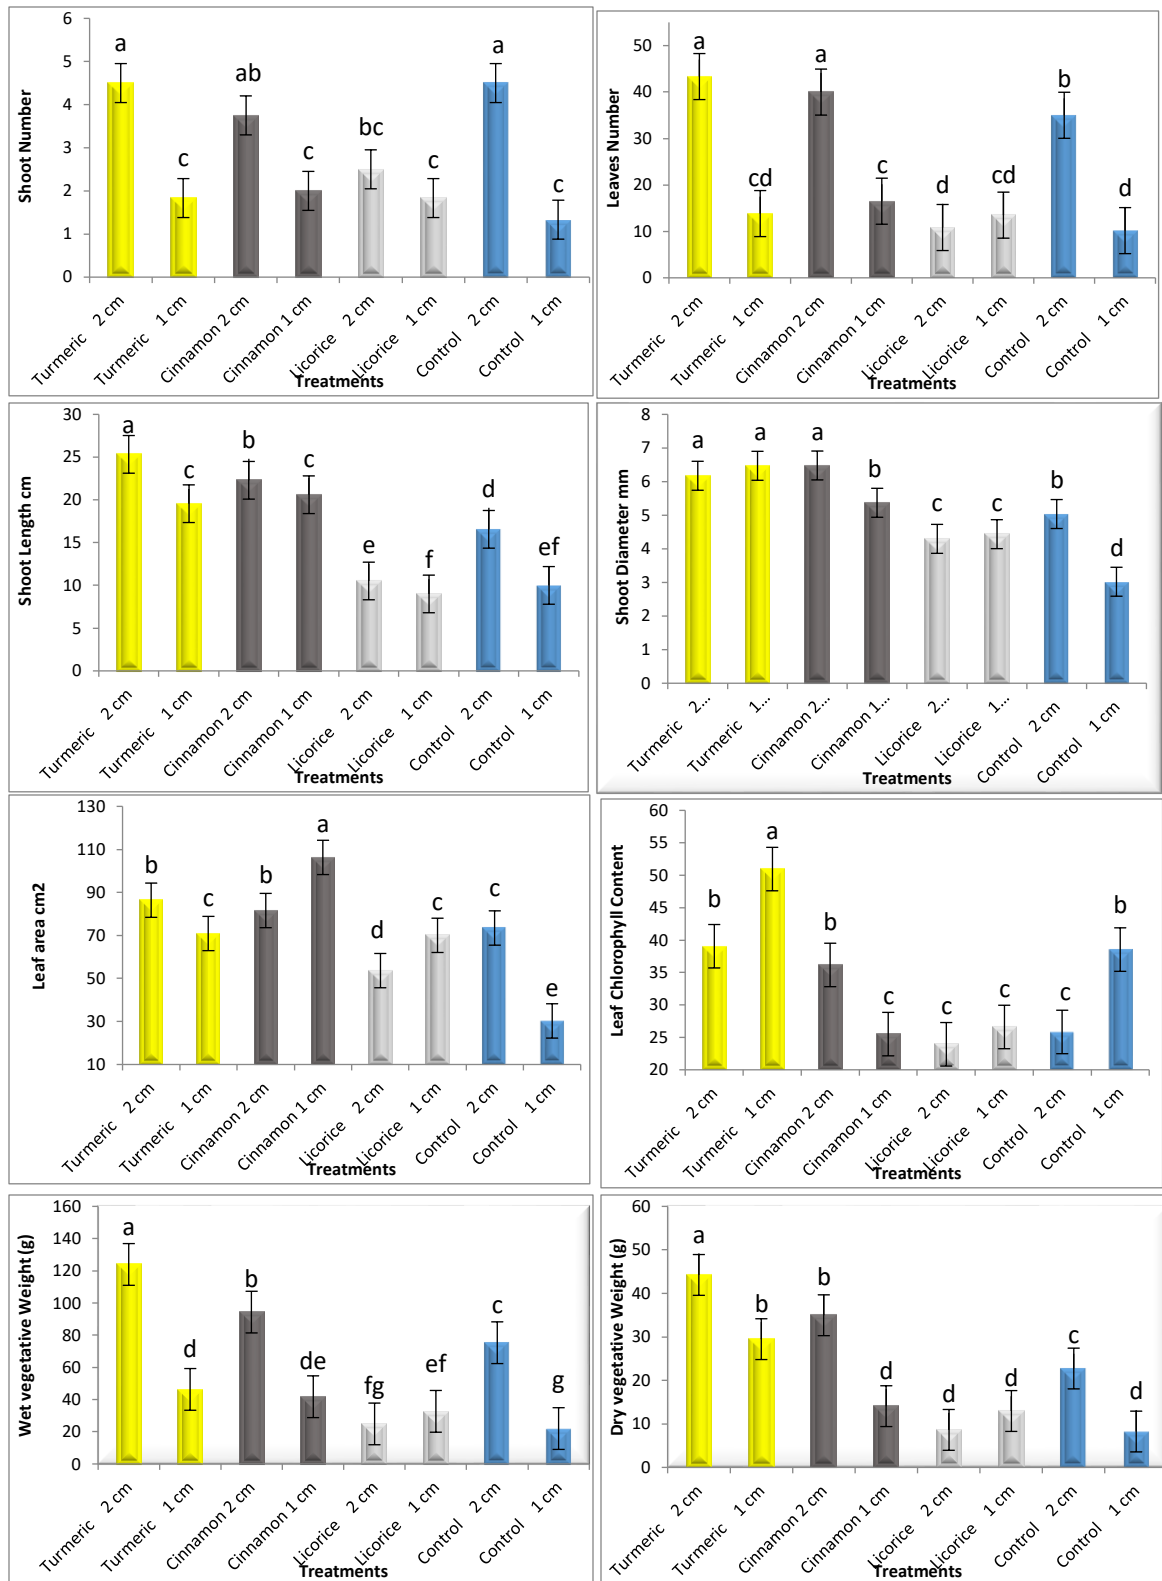 Shoot Number
6
5
4
3
2
1
0
a
c
ab
c
bc
c
a
c
Turmeric 2 cm
Turmeric 1 cm
Cinnamon 2 cm
Cinnamon 1 cm
Licorice 2 cm
Licorice 1 cm
Control 2 cm
Control 1 cm
Treatments
Leaves Number
50
40
30
20
10
0
a
cd
a
c
d
cd
b
d
Turmeric 2 cm
Turmeric 1 cm
Cinnamon 2 cm
Cinnamon 1 cm
Licorice 2 cm
Licorice 1 cm
Control 2 cm
Control 1 cm
Treatments
Shoot Length cm
30
25
20
15
10
5
0
a
c
b
c
e
f
d
ef
Turmeric 2 cm
Turmeric 1 cm
Cinnamon 2 cm
Cinnamon 1 cm
Licorice 2 cm
Licorice 1 cm
Control 2 cm
Control 1 cm
Treatments
Shoot Diameter mm
8
7
6
5
4
3
2
1
0
a
a
a
b
c
c
b
d
Turmeric 2...
Turmeric 1...
Cinnamon 2...
Cinnamon 1...
Licorice 2...
Licorice 1...
Control 2 cm
Control 1 cm
Treatments
Leaf area cm2
130
110
90
70
50
30
10
b
c
b
a
d
c
c
e
Turmeric 2 cm
Turmeric 1 cm
Cinnamon 2 cm
Cinnamon 1 cm
Licorice 2 cm
Licorice 1 cm
Control 2 cm
Control 1 cm
Treatments
Leaf Chlorophyll Content
60
55
50
45
40
35
30
25
20
b
a
b
c
c
c
c
b
Turmeric 2 cm
Turmeric 1 cm
Cinnamon 2 cm
Cinnamon 1 cm
Licorice 2 cm
Licorice 1 cm
Control 2 cm
Control 1 cm
Treatments
Wet vegetative Weight (g)
160
140
120
100
80
60
40
20
0
a
d
b
de
fg
ef
c
g
Turmeric 2 cm
Turmeric 1 cm
Cinnamon 2 cm
Cinnamon 1 cm
Licorice 2 cm
Licorice 1 cm
Control 2 cm
Control 1 cm
Treatments
Dry vegetative Weight (g)
60
50
40
30
20
10
0
a
b
b
d
d
d
c
d
Turmeric 2 cm
Turmeric 1 cm
Cinnamon 2 cm
Cinnamon 1 cm
Licorice 2 cm
Licorice 1 cm
Control 2 cm
Control 1 cm
Treatments